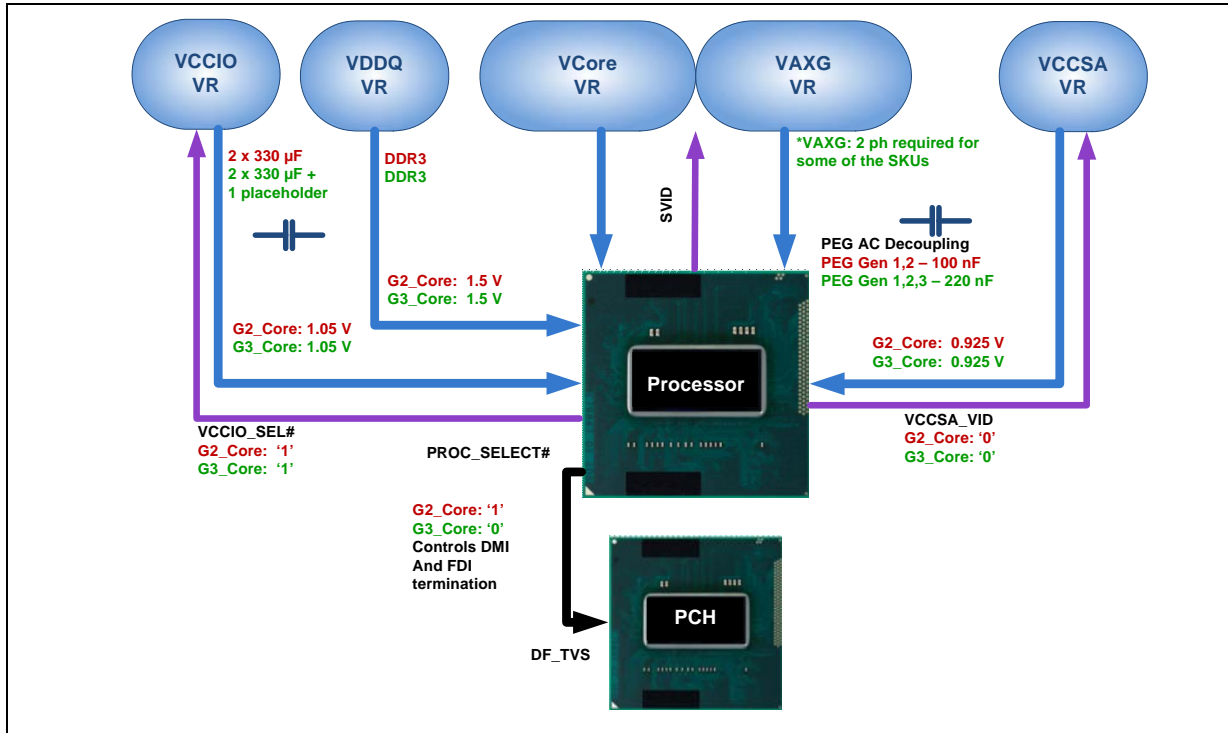 VCCIO
VR
VDDQ
VR
VCore
VR
VAXG
VR
VCCSA
VR
2 x 330 µF
2 x 330 µF +
1 placeholder
DDR3
DDR3
SVID
*VAXG: 2 ph required for
some of the SKUs
PEG AC Decoupling
PEG Gen 1,2 – 100 nF
PEG Gen 1,2,3 – 220 nF
G2_Core: 1.5 V
G3_Core: 1.5 V
G2_Core: 1.05 V
G3_Core: 1.05 V
G2_Core: 0.925 V
G3_Core: 0.925 V
Processor
VCCIO_SEL#
G2_Core: ‘1’
G3_Core: ‘1’
PROC_SELECT#
VCCSA_VID
G2_Core: ‘0’
G3_Core: ‘0’
G2_Core: ‘1’
G3_Core: ‘0’
Controls DMI
And FDI
termination
PCH
DF_TVS